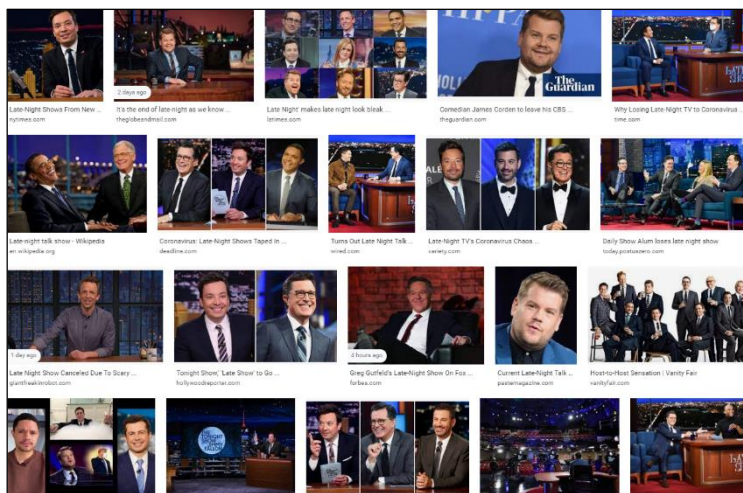 Late-Night Shows From New ...
nytimes.com
2 days ago
It's the end of late-night as we know ...
theglobeandmail.com
'Late Night' makes late night look bleak ...
latimes.com
The
Guardian
Comedian James Corden to leave his CBS ...
theguardian.com
Why Losing Late-Night TV to Coronavirus ...
time.com
Late-night talk show - Wikipedia
en.wikipedia.org
Coronavirus: Late-Night Shows Taped In ...
deadline.com
Turns Out Late Night Talk ...
wired.com
Late-Night TV's Coronavirus Chaos ...
variety.com
Daily Show Alum loses late night show
1 day ago
Late Night Show Canceled Due To Scary ...
giantfreakinrobot.com
Tonight Show,' 'Late Show' to Go ...
hollywoodreporter.com
4 hours ago
Greg Gutfeld's Late-Night Show On Fox ...
forbes.com
Current Late-Night Talk ...
pastemagazine.com
Host-to-Host Sensation | Vanity Fair
vanityfair.com
THE
TONIGHT
SHOW
JIMMY
FALLON